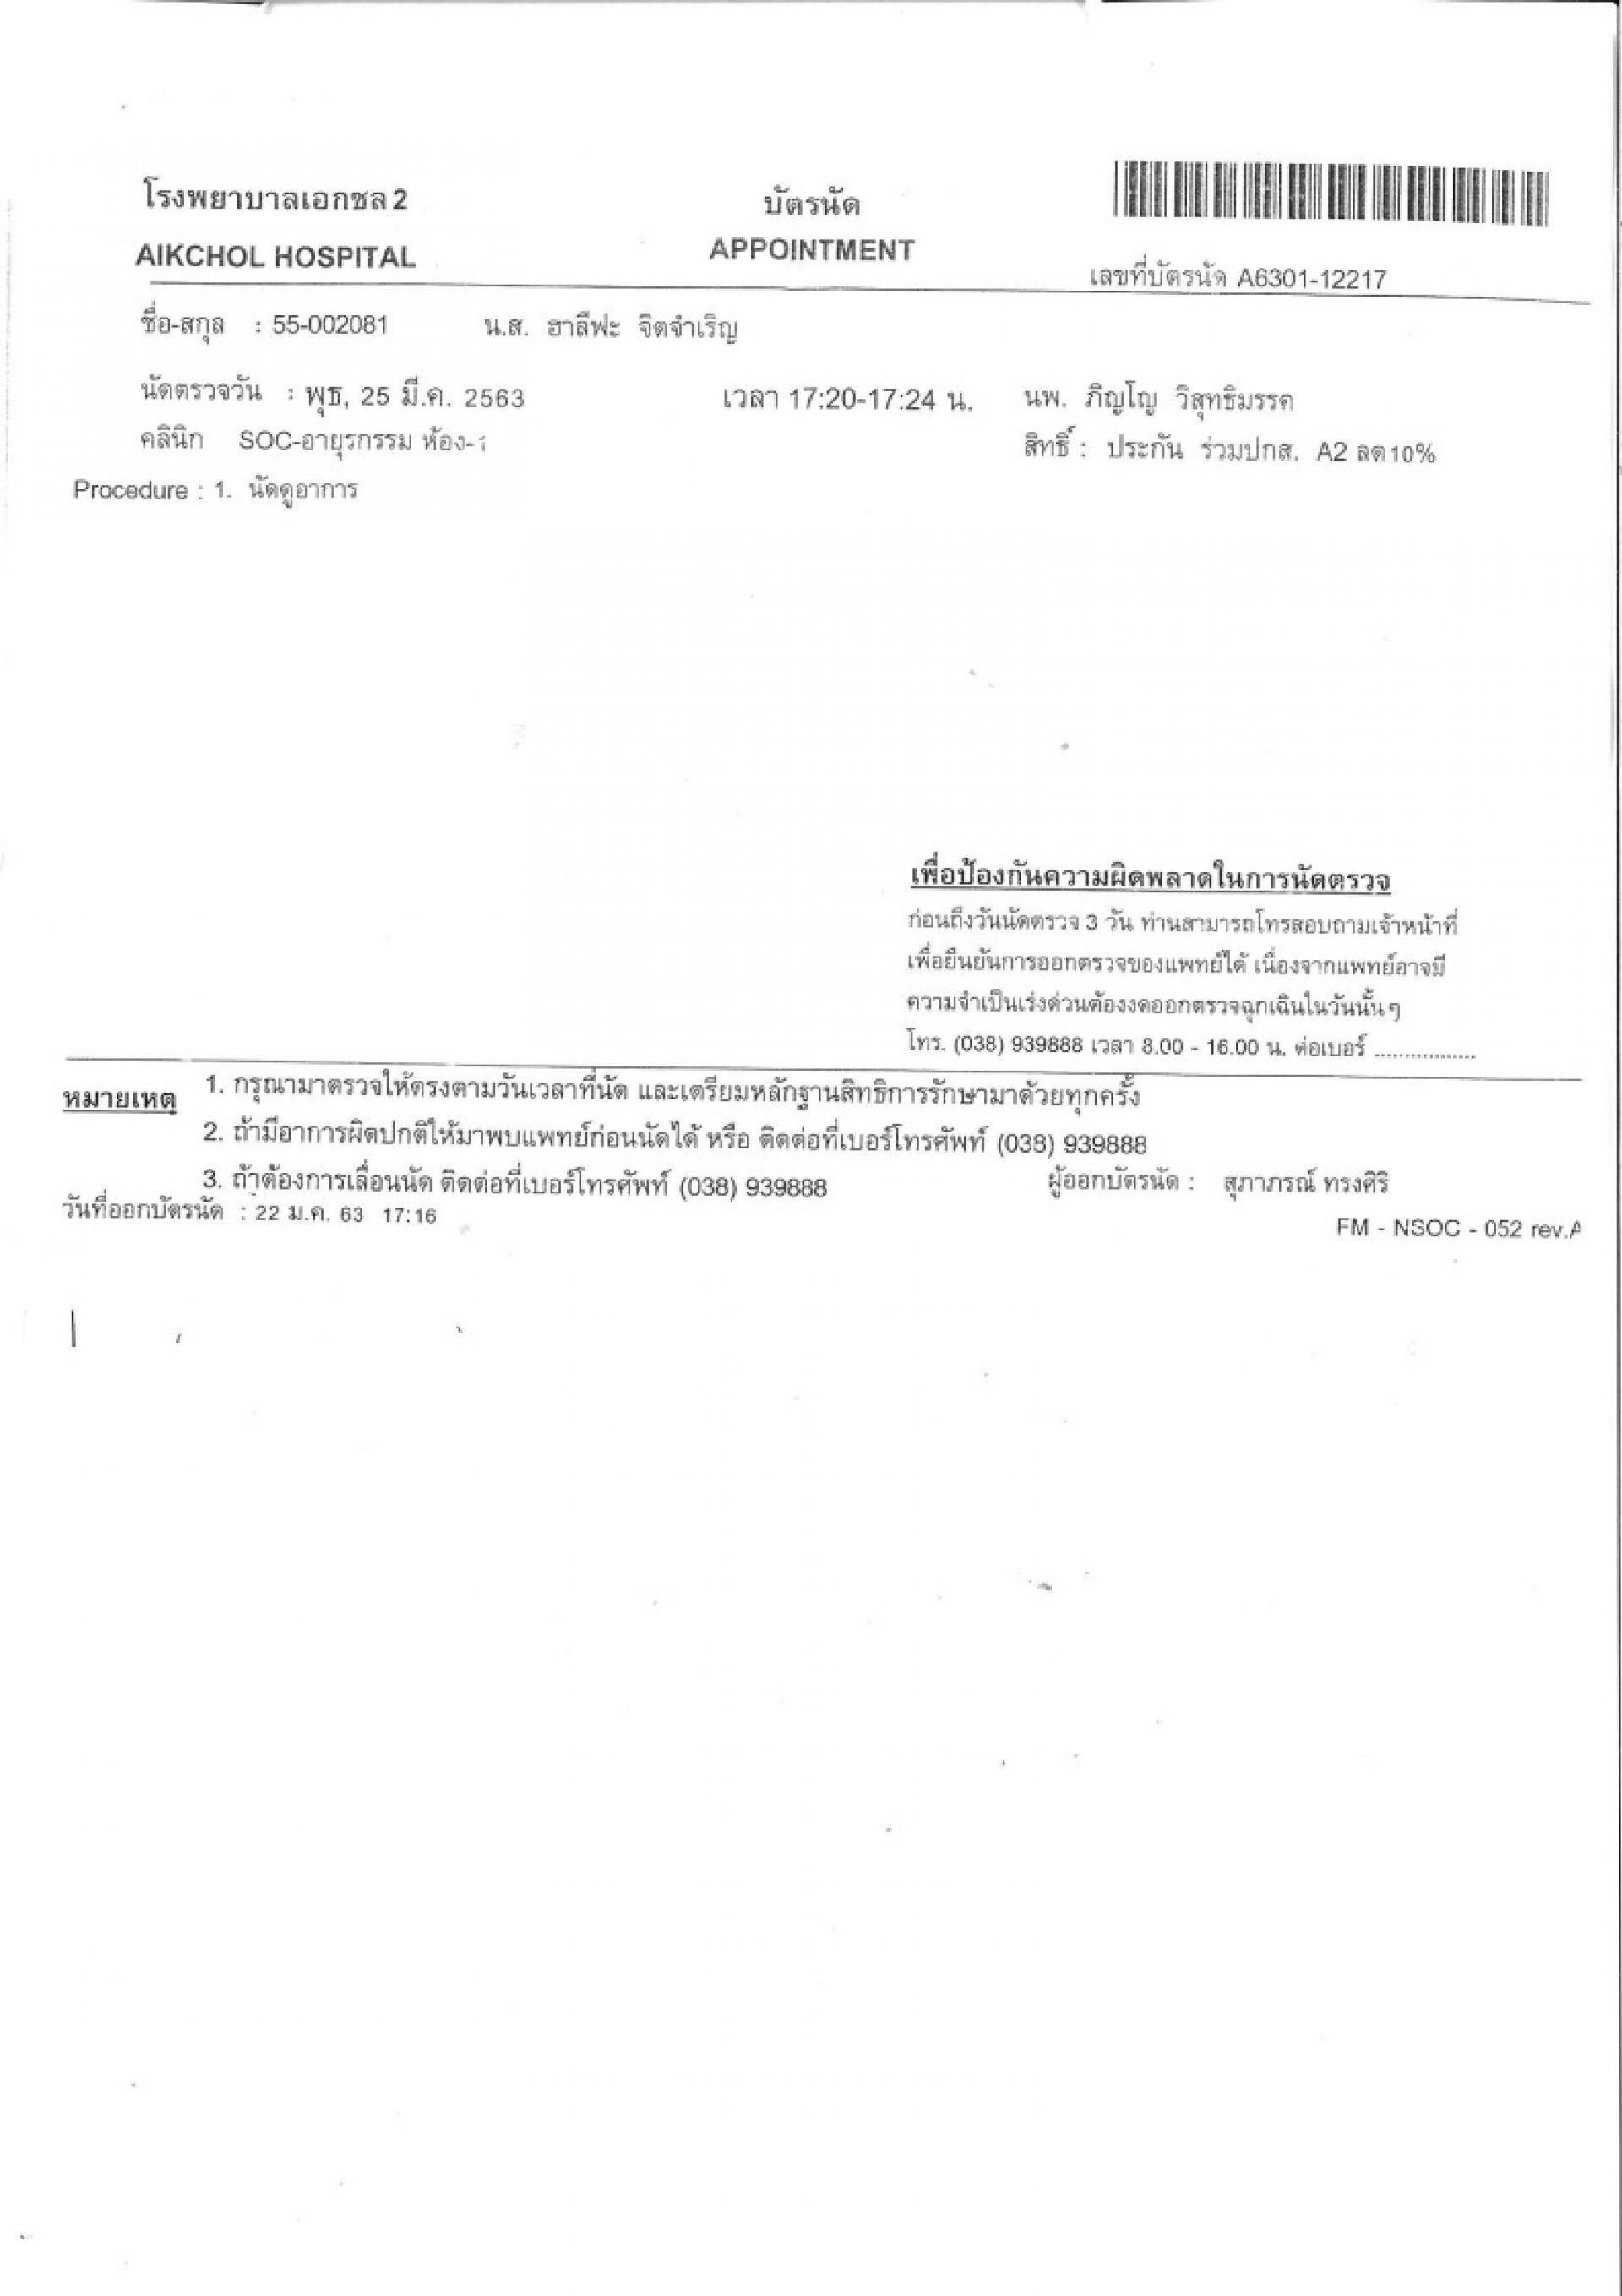 โรงพยาบาลเอกชล 2
บัตรนัด
AIKCHOL HOSPITAL
APPOINTMENT
เลขที่บัตรนัด A6301-12217
ชื่อ-สกุล : 55-002081 น.ส. ฮาลีฟะ จิตจำเริญ
นัดตรวจวัน : พุธ, 25 มี.ค. 2563 เวลา 17:20-17:24 น. นพ. ภิญโญ วิสุทธิมรรค
คลินิก SOC-อายุรกรรม ห้อง- สิทธิ์ : ประกัน ร่วมปกส. A2 ลด10%
Procedure : 1. นัดดูอาการ
เพื่อป้องกันความผิดพลาดในการนัดตรวจ
ก่อนถึงวันนัดตรวจ 3 วัน ท่านสามารถโทรสอบถามเจ้าหน้าที่
เพื่อยืนยันการออกตรวจของแพทย์ได้ เนื่องจากแพทย์อาจมี
ความจำเป็นเร่งด่วนต้องงดออกตรวจฉุกเฉินในวันนั้นๆ
โทร. (038) 939888 เวลา 8.00 - 16.00 น. ต่อเบอร์ .................
หมายเหตุ 1. กรุณามาตรวจให้ตรงตามวันเวลาที่นัด และเตรียมหลักฐานสิทธิการรักษามาด้วยทุกครั้ง
2. ถ้ามีอาการผิดปกติให้มาพบแพทย์ก่อนนัดได้ หรือ ติดต่อที่เบอร์โทรศัพท์ (038) 939888
3. ถ้าต้องการเลื่อนนัด ติดต่อที่เบอร์โทรศัพท์ (038) 939888 ผู้ออกบัตรนัด : สุภาภรณ์ ทรงศิริ
วันที่ออกบัตรนัด : 22 ม.ค. 63 17:16
FM - NSOC - 052 rev.A